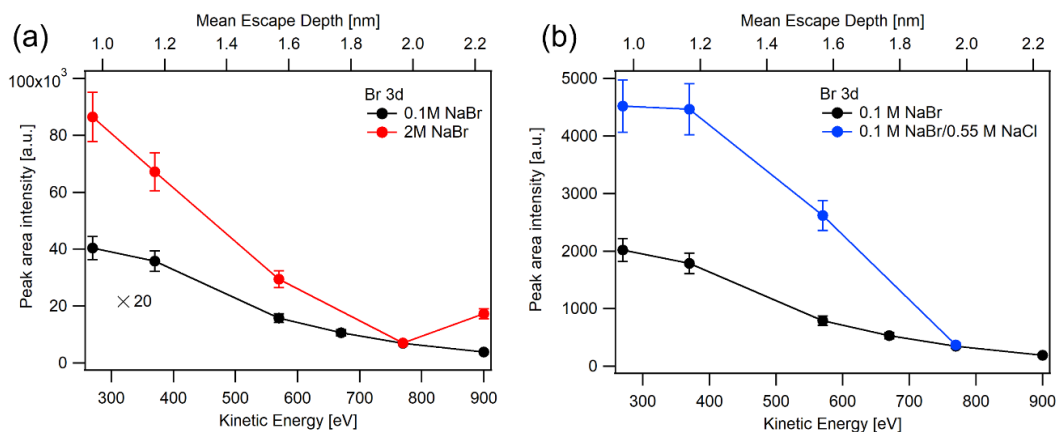 (a)
Mean Escape Depth [nm]
1.0 1.2 1.4 1.6 1.8 2.0 2.2
100x10³
80
60
40
20
0
Peak area intensity [a.u.]
Br 3d
0.1M NaBr
2M NaBr
× 20
300 400 500 600 700 800 900
Kinetic Energy [eV]
(b)
Mean Escape Depth [nm]
1.0 1.2 1.4 1.6 1.8 2.0 2.2
5000
4000
3000
2000
1000
0
Peak area intensity [a.u.]
Br 3d
0.1 M NaBr
0.1 M NaBr/0.55 M NaCl
300 400 500 600 700 800 900
Kinetic Energy [eV]